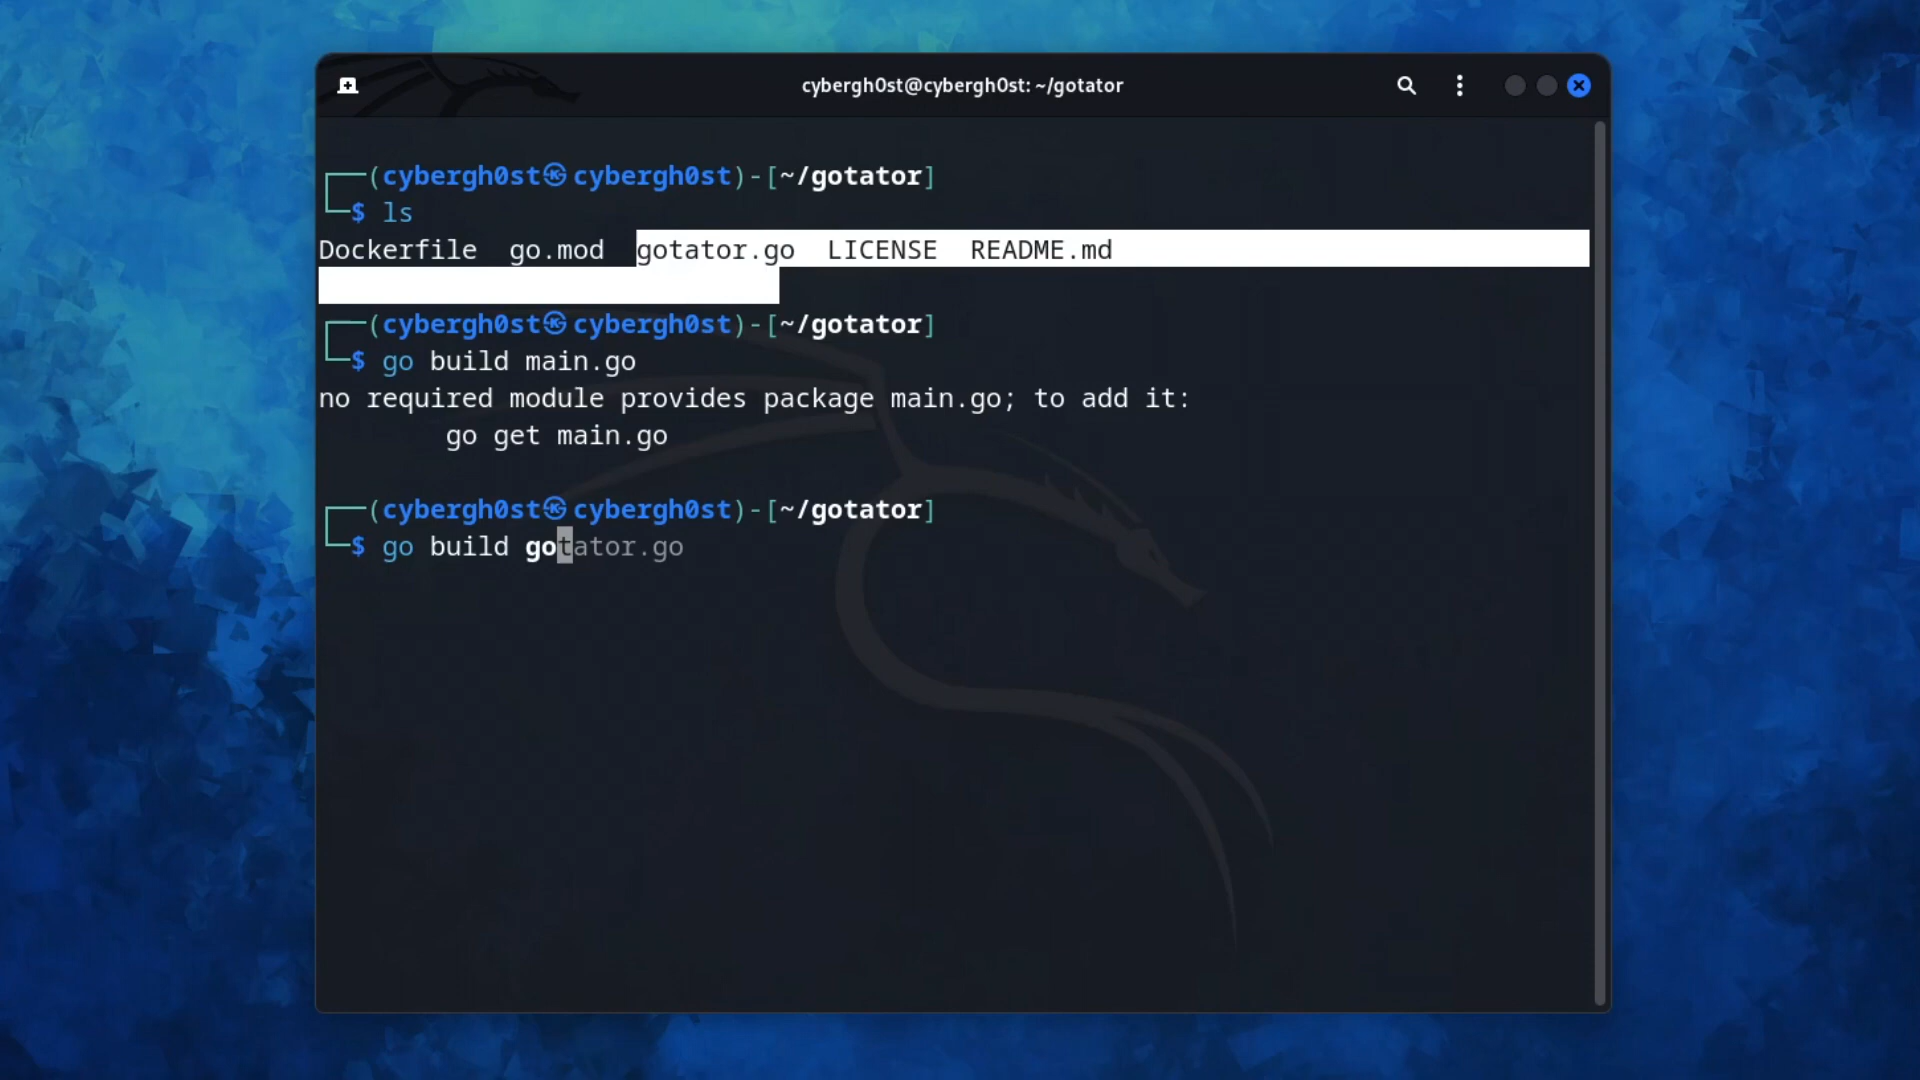 cybergh0st@cybergh0st: ~/gotator
(cybergh0st㉿cybergh0st)-[~/gotator]
$ ls
Dockerfile  go.mod  gotator.go  LICENSE  README.md
(cybergh0st㉿cybergh0st)-[~/gotator]
$ go build main.go
no required module provides package main.go; to add it:
go get main.go
(cybergh0st㉿cybergh0st)-[~/gotator]
$ go build gotator.go